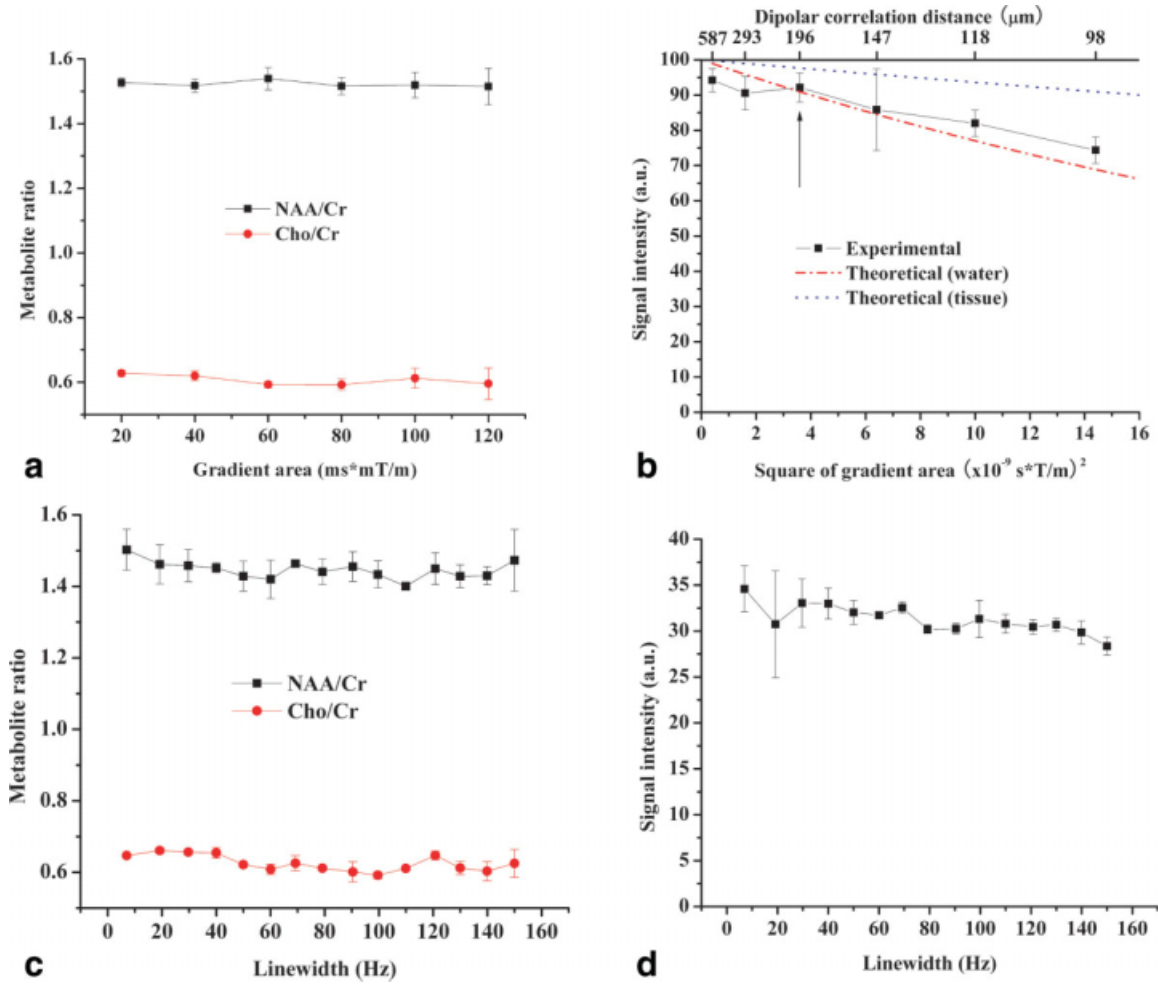 1.6
1.4
1.2
1.0
0.8
0.6
Metabolite ratio
NAA/Cr
Cho/Cr
20 40 60 80 100 120
Gradient area (ms*mT/m)
a
Dipolar correlation distance (μm)
587 293 196 147 118 98
100
90
80
70
60
50
40
30
20
10
0
Signal intensity (a.u.)
Experimental
Theoretical (water)
Theoretical (tissue)
0 2 4 6 8 10 12 14 16
Square of gradient area (x10⁻⁹ s*T/m)²
b
1.6
1.4
1.2
1.0
0.8
0.6
Metabolite ratio
NAA/Cr
Cho/Cr
0 20 40 60 80 100 120 140 160
Linewidth (Hz)
c
40
35
30
25
20
15
10
5
0
Signal intensity (a.u.)
0 20 40 60 80 100 120 140 160
Linewidth (Hz)
d